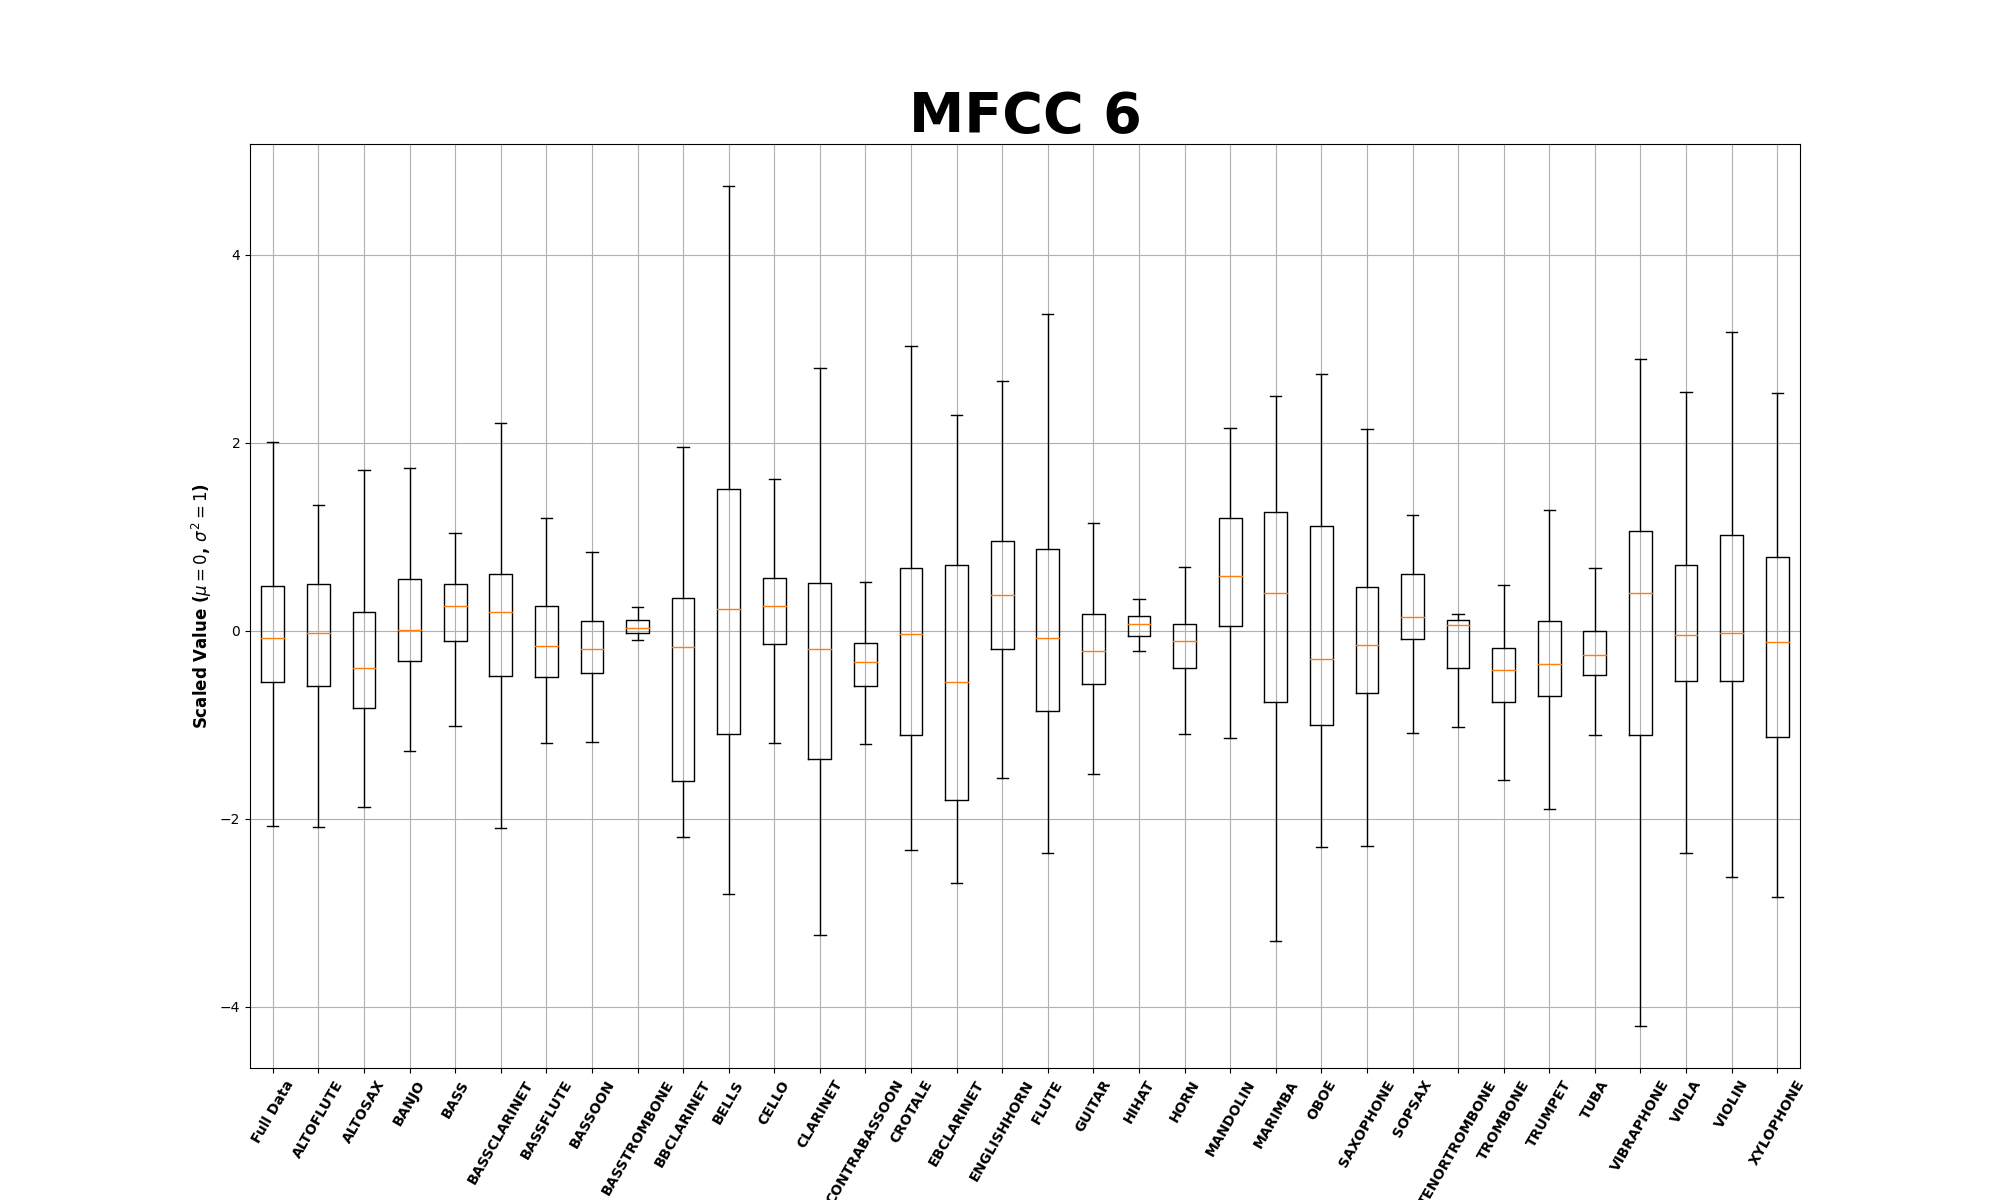 MFCC 6
Scaled Value (μ = 0, σ² = 1)
4
2
0
−2
−4
Full Data
ALTOFLUTE
ALTOSAX
BANJO
BASS
BASSCLARINET
BASSFLUTE
BASSOON
BASSTROMBONE
BBCLARINET
BELLS
CELLO
CLARINET
CONTRABASSOON
CROTALE
EBCLARINET
ENGLISHHORN
FLUTE
GUITAR
HIHAT
HORN
MANDOLIN
MARIMBA
OBOE
SAXOPHONE
SOPSAX
TENORTROMBONE
TROMBONE
TRUMPET
TUBA
VIBRAPHONE
VIOLA
VIOLIN
XYLOPHONE